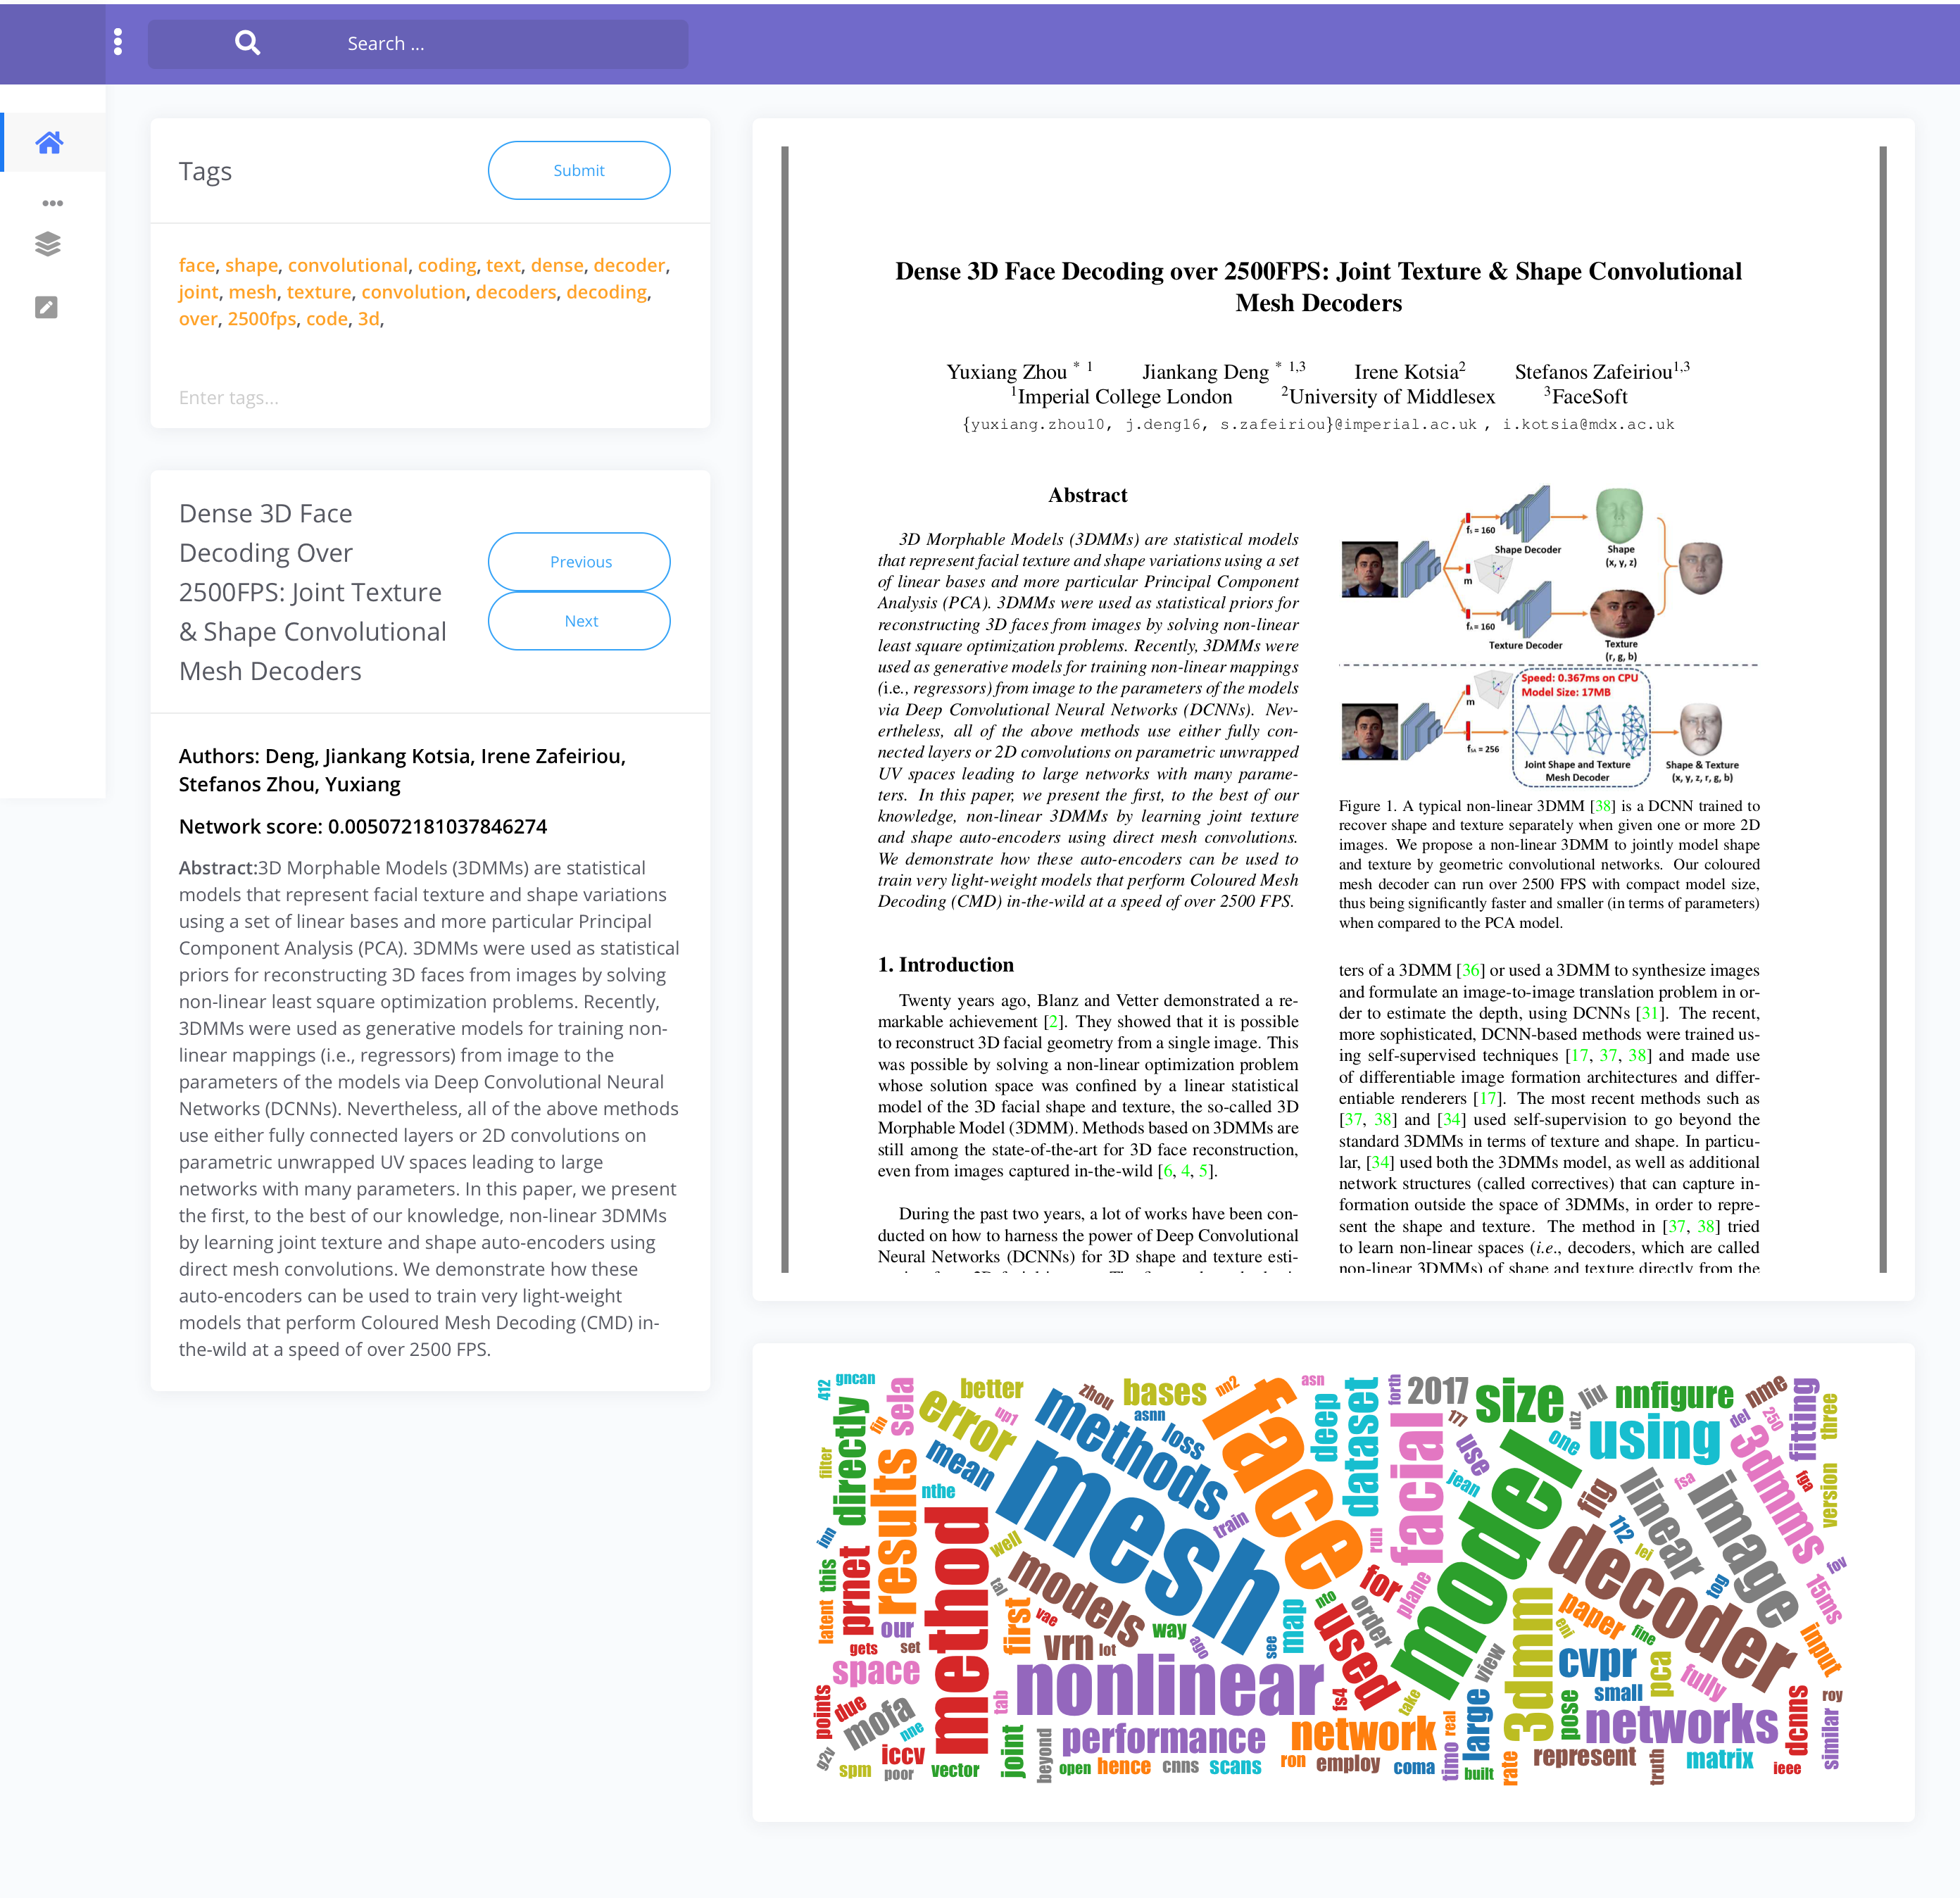 Search ...
Tags
Submit
face, shape, convolutional, coding, text, dense, decoder,
joint, mesh, texture, convolution, decoders, decoding,
over, 2500fps, code, 3d,
Enter tags...
Dense 3D Face
Decoding Over
2500FPS: Joint Texture
& Shape Convolutional
Mesh Decoders
Previous
Next
Authors: Deng, Jiankang Kotsia, Irene Zafeiriou,
Stefanos Zhou, Yuxiang
Network score: 0.005072181037846274
Abstract:3D Morphable Models (3DMMs) are statistical
models that represent facial texture and shape variations
using a set of linear bases and more particular Principal
Component Analysis (PCA). 3DMMs were used as statistical
priors for reconstructing 3D faces from images by solving
non-linear least square optimization problems. Recently,
3DMMs were used as generative models for training non-
linear mappings (i.e., regressors) from image to the
parameters of the models via Deep Convolutional Neural
Networks (DCNNs). Nevertheless, all of the above methods
use either fully connected layers or 2D convolutions on
parametric unwrapped UV spaces leading to large
networks with many parameters. In this paper, we present
the first, to the best of our knowledge, non-linear 3DMMs
by learning joint texture and shape auto-encoders using
direct mesh convolutions. We demonstrate how these
auto-encoders can be used to train very light-weight
models that perform Coloured Mesh Decoding (CMD) in-
the-wild at a speed of over 2500 FPS.
Dense 3D Face Decoding over 2500FPS: Joint Texture & Shape Convolutional
Mesh Decoders
Yuxiang Zhou * 1 Jiankang Deng * 1,3 Irene Kotsia2 Stefanos Zafeiriou1,3
1Imperial College London 2University of Middlesex 3FaceSoft
{yuxiang.zhou10, j.deng16, s.zafeiriou}@imperial.ac.uk , i.kotsia@mdx.ac.uk
Abstract
3D Morphable Models (3DMMs) are statistical models
that represent facial texture and shape variations using a set
of linear bases and more particular Principal Component
Analysis (PCA). 3DMMs were used as statistical priors for
reconstructing 3D faces from images by solving non-linear
least square optimization problems. Recently, 3DMMs were
used as generative models for training non-linear mappings
(i.e., regressors) from image to the parameters of the models
via Deep Convolutional Neural Networks (DCNNs). Nev-
ertheless, all of the above methods use either fully con-
nected layers or 2D convolutions on parametric unwrapped
UV spaces leading to large networks with many parame-
ters. In this paper, we present the first, to the best of our
knowledge, non-linear 3DMMs by learning joint texture
and shape auto-encoders using direct mesh convolutions.
We demonstrate how these auto-encoders can be used to
train very light-weight models that perform Coloured Mesh
Decoding (CMD) in-the-wild at a speed of over 2500 FPS.
1. Introduction
Twenty years ago, Blanz and Vetter demonstrated a re-
markable achievement [2]. They showed that it is possible
to reconstruct 3D facial geometry from a single image. This
was possible by solving a non-linear optimization problem
whose solution space was confined by a linear statistical
model of the 3D facial shape and texture, the so-called 3D
Morphable Model (3DMM). Methods based on 3DMMs are
still among the state-of-the-art for 3D face reconstruction,
even from images captured in-the-wild [6, 4, 5].
During the past two years, a lot of works have been con-
ducted on how to harness the power of Deep Convolutional
Neural Networks (DCNNs) for 3D shape and texture esti-
fs = 160
Shape Decoder
Shape
(x, y, z)
m
fA = 160
Texture Decoder
Texture
(r, g, b)
Speed: 0.367ms on CPU
Model Size: 17MB
m
fSA = 256
Joint Shape and Texture
Mesh Decoder
Shape & Texture
(x, y, z, r, g, b)
Figure 1. A typical non-linear 3DMM [38] is a DCNN trained to
recover shape and texture separately when given one or more 2D
images. We propose a non-linear 3DMM to jointly model shape
and texture by geometric convolutional networks. Our coloured
mesh decoder can run over 2500 FPS with compact model size,
thus being significantly faster and smaller (in terms of parameters)
when compared to the PCA model.
ters of a 3DMM [36] or used a 3DMM to synthesize images
and formulate an image-to-image translation problem in or-
der to estimate the depth, using DCNNs [31]. The recent,
more sophisticated, DCNN-based methods were trained us-
ing self-supervised techniques [17, 37, 38] and made use
of differentiable image formation architectures and differ-
entiable renderers [17]. The most recent methods such as
[37, 38] and [34] used self-supervision to go beyond the
standard 3DMMs in terms of texture and shape. In particu-
lar, [34] used both the 3DMMs model, as well as additional
network structures (called correctives) that can capture in-
formation outside the space of 3DMMs, in order to repre-
sent the shape and texture. The method in [37, 38] tried
to learn non-linear spaces (i.e., decoders, which are called
non-linear 3DMMs) of shape and texture directly from the
412
gncan
sela
better
zhou
bases
nn2
asn
forth
2017
size
liu
nnfigure
nme
fitting
three
directly
fin
error
up1
methods
asnn
loss
face
deep
dataset
facial
177
utz
using
del
250
filter
results
mean
nthe
mesh
train
use
jean
one
model
fig
linear
fsa
image
3dmms
fga
version
inn
this
prnet
method
well
tal
models
run
for
plane
112
lei
decoder
tog
fov
15ms
latent
our
gets
set
first
vae
vrn
lot
way
ago
see
map
nto
used
order
view
3dmm
emi
paper
fine
cvpr
pca
fully
input
space
points
due
mofa
nne
tab
nonlinear
fs4
take
large
pose
small
networks
dcnns
roy
similar
g2v
iccv
spm
poor
vector
joint
beyond
performance
open
hence
cnns
scans
network
ron
employ
coma
timo
real
built
rate
represent
truth
matrix
ieee